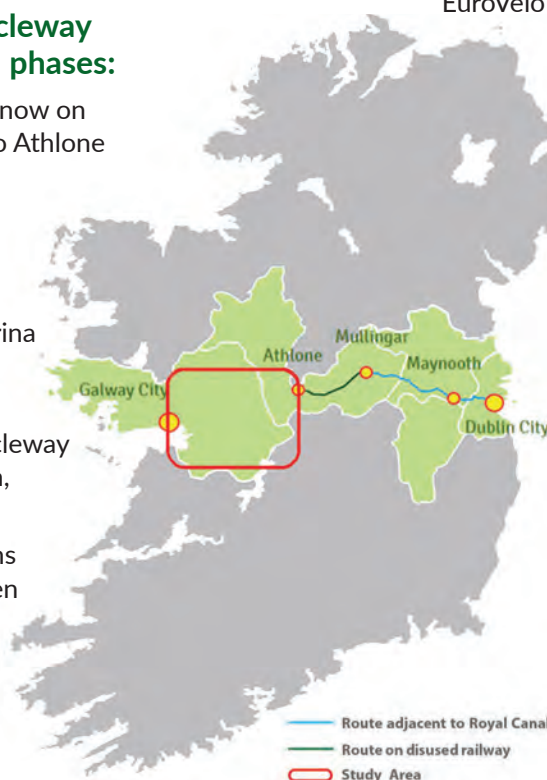 EuroVelo
cleway
phases:
now on
o Athlone
rina
cleway
ns
en
Mullingar
Athlone
Maynooth
Galway City
Dublin City
Route adjacent to Royal Canal
Route on disused railway
Study Area